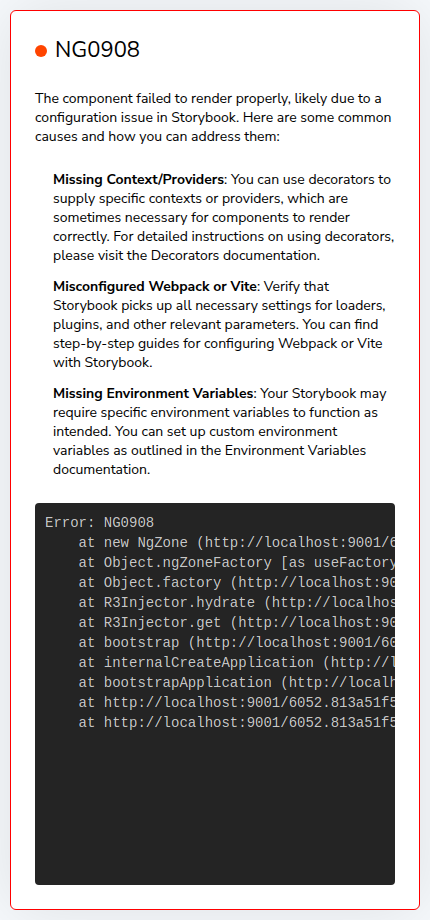 NG0908
The component failed to render properly, likely due to a
configuration issue in Storybook. Here are some common
causes and how you can address them:
Missing Context/Providers: You can use decorators to
supply specific contexts or providers, which are
sometimes necessary for components to render
correctly. For detailed instructions on using decorators,
please visit the Decorators documentation.
Misconfigured Webpack or Vite: Verify that
Storybook picks up all necessary settings for loaders,
plugins, and other relevant parameters. You can find
step-by-step guides for configuring Webpack or Vite
with Storybook.
Missing Environment Variables: Your Storybook may
require specific environment variables to function as
intended. You can set up custom environment
variables as outlined in the Environment Variables
documentation.
Error: NG0908
at new NgZone (http://localhost:9001/6
at Object.ngZoneFactory [as useFactory
at Object.factory (http://localhost:90
at R3Injector.hydrate (http://localhos
at R3Injector.get (http://localhost:90
at bootstrap (http://localhost:9001/60
at internalCreateApplication (http://l
at bootstrapApplication (http://localh
at http://localhost:9001/6052.813a51f5
at http://localhost:9001/6052.813a51f5